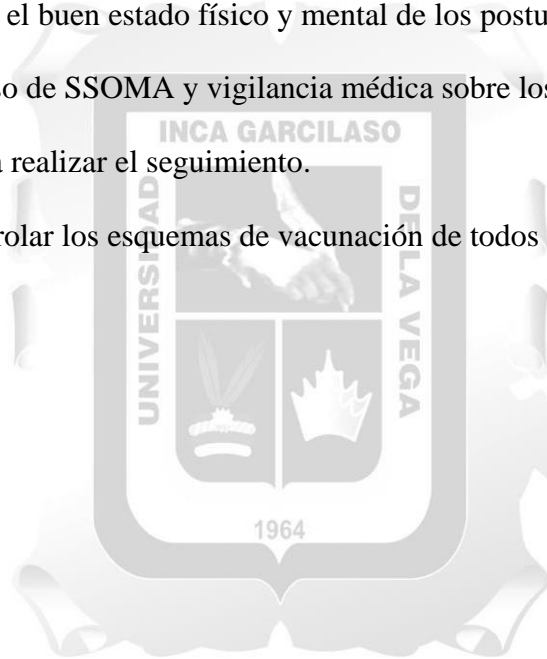 el buen estado físico y mental de los postu
o de SSOMA y vigilancia médica sobre los
realizar el seguimiento.
rolar los esquemas de vacunación de todos
INCA GARCILASO
UNIVERSIDAD
DE LA VEGA
1964